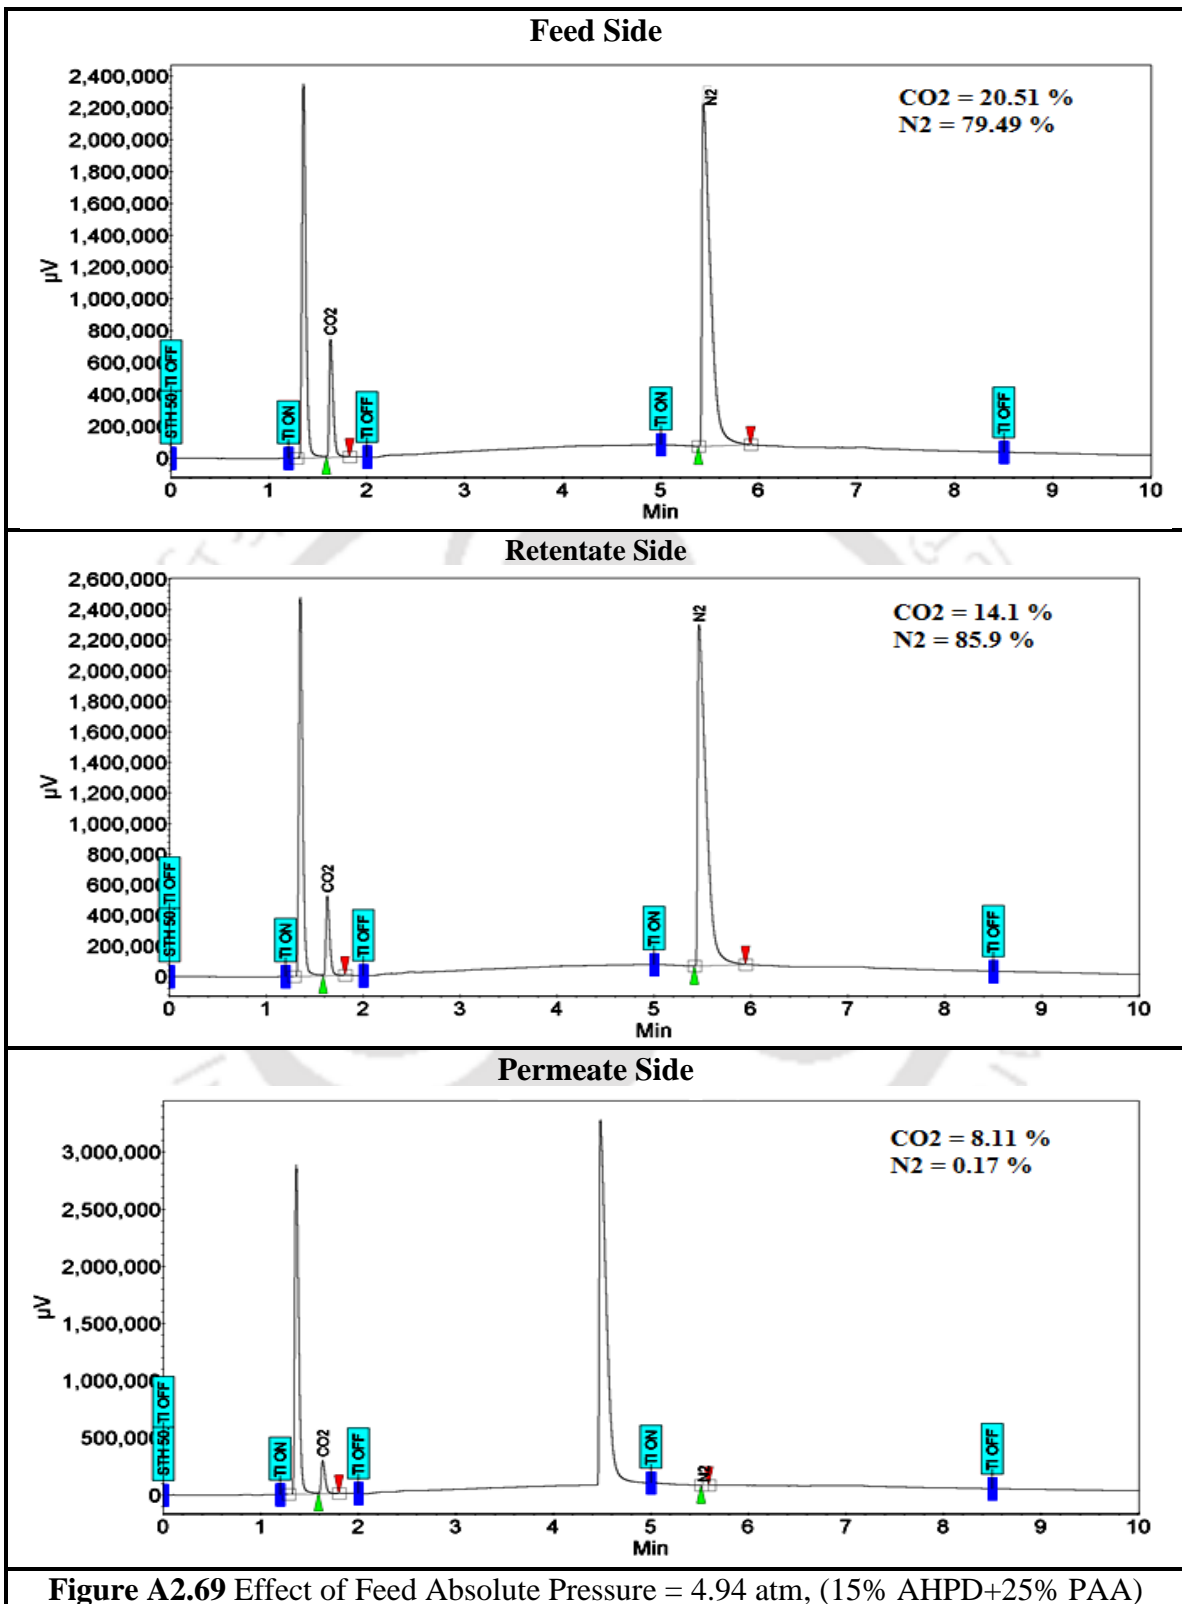 Feed Side
2,400,000
2,200,000
2,000,000
1,800,000
1,600,000
1,400,000
1,200,000
1,000,000
800,000
600,000
400,000
200,000
0
µV
STH 50 -TI OFF
-TI ON
CO2
-TI OFF
-TI ON
N2
-TI OFF
CO2 = 20.51 %
N2 = 79.49 %
0 1 2 3 4 5 6 7 8 9 10
Min
Retentate Side
2,600,000
2,400,000
2,200,000
2,000,000
1,800,000
1,600,000
1,400,000
1,200,000
1,000,000
800,000
600,000
400,000
200,000
0
µV
STH 50 -TI OFF
-TI ON
CO2
-TI OFF
-TI ON
N2
-TI OFF
CO2 = 14.1 %
N2 = 85.9 %
0 1 2 3 4 5 6 7 8 9 10
Min
Permeate Side
3,000,000
2,500,000
2,000,000
1,500,000
1,000,000
500,000
0
µV
STH 50 -TI OFF
-TI ON
CO2
-TI OFF
-TI ON
N2
-TI OFF
CO2 = 8.11 %
N2 = 0.17 %
0 1 2 3 4 5 6 7 8 9 10
Min
Figure A2.69 Effect of Feed Absolute Pressure = 4.94 atm, (15% AHPD+25% PAA)